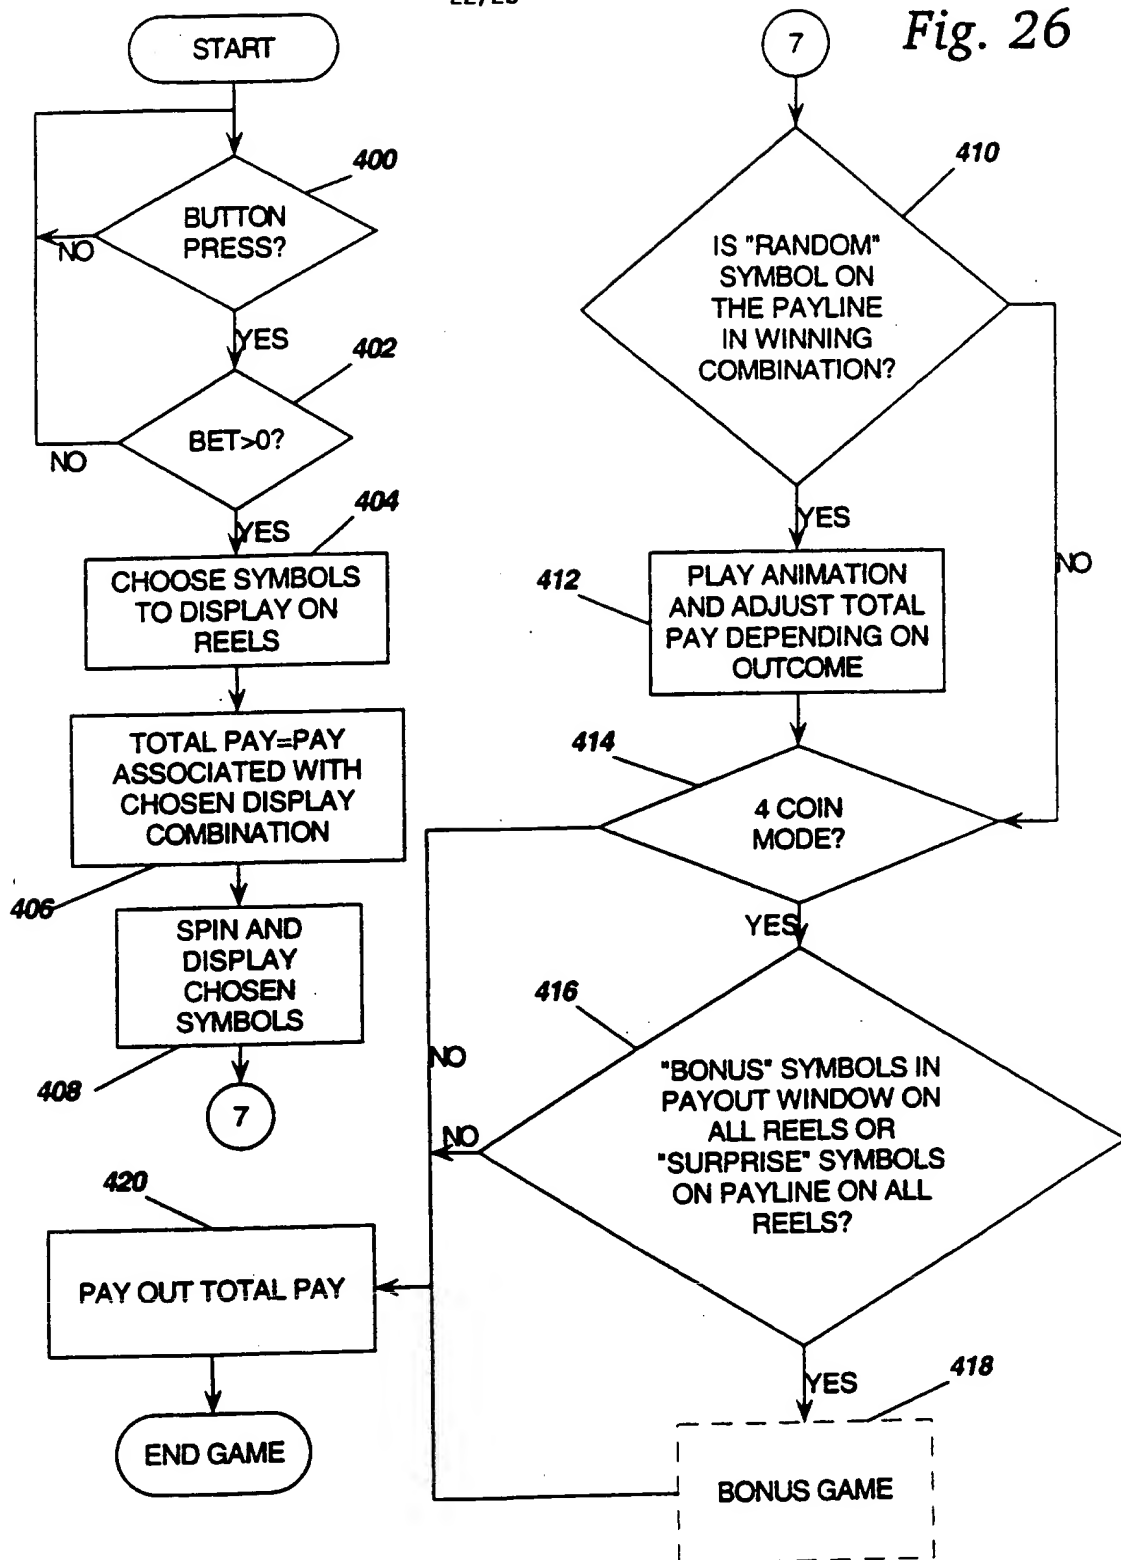 Fig. 26
START
400
BUTTON
PRESS?
NO
YES
402
BET>0?
NO
YES
404
CHOOSE SYMBOLS
TO DISPLAY ON
REELS
TOTAL PAY=PAY
ASSOCIATED WITH
CHOSEN DISPLAY
COMBINATION
406
SPIN AND
DISPLAY
CHOSEN
SYMBOLS
408
7
420
PAY OUT TOTAL PAY
END GAME
7
410
IS "RANDOM"
SYMBOL ON
THE PAYLINE
IN WINNING
COMBINATION?
YES
NO
412
PLAY ANIMATION
AND ADJUST TOTAL
PAY DEPENDING ON
OUTCOME
414
4 COIN
MODE?
YES
NO
416
"BONUS" SYMBOLS IN
PAYOUT WINDOW ON
ALL REELS OR
"SURPRISE" SYMBOLS
ON PAYLINE ON ALL
REELS?
NO
YES
418
BONUS GAME